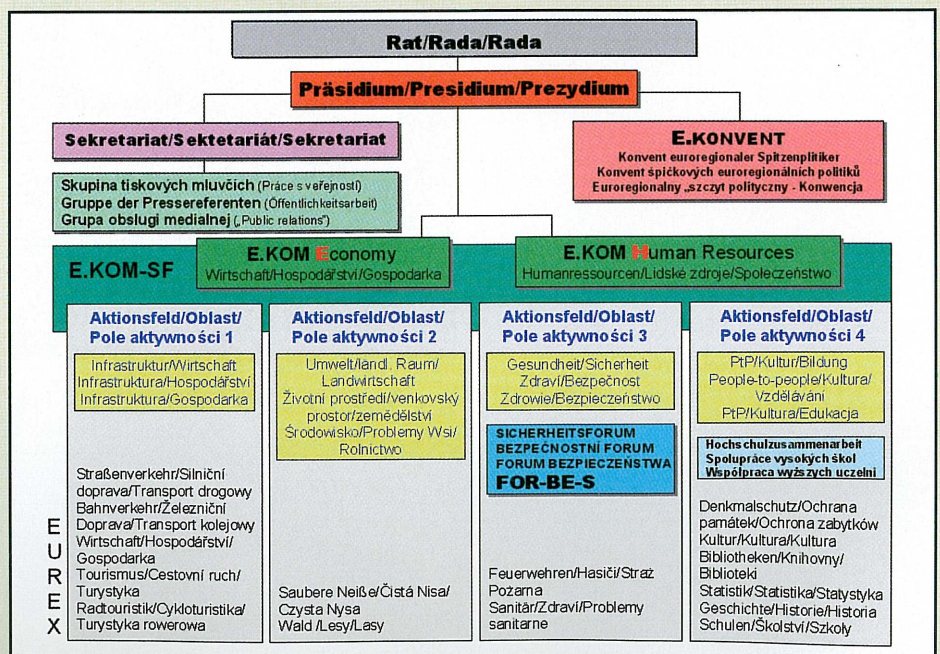 Rat/Rada/Rada
Präsidium/Presidium/Prezydium
Sekretariat/Sektetariát/Sekretariat
Skupina tiskových mluvčích (Práce s veřejností)
Gruppe der Pressereferenten (Öffentlichkeitsarbeit)
Grupa obslugi medialnej („Public relations")
E.KONVENT
Konvent euroregionaler Spitzenplitiker
Konvent špičkových euroregionálních politiků
Euroregionalny „szczyt polityczny - Konwencja
E.KOM-SF
E.KOM Economy
Wirtschaft/Hospodářství/Gospodarka
E.KOM Human Resources
Humanressourcen/Lidské zdroje/Społeczeństwo
Aktionsfeld/Oblast/
Pole aktywności 1
Infrastruktur/Wirtschaft
Infrastruktura/Hospodářství
Infrastruktura/Gospodarka
Straßenverkehr/Silniční
doprava/Transport drogowy
Bahnverkehr/Železniční
Doprava/Transport kolejowy
Wirtschaft/Hospodářství/
Gospodarka
Tourismus/Cestovní ruch/
Turystyka
Radtouristik/Cykloturistika/
Turystyka rowerowa
Aktionsfeld/Oblast/
Pole aktywności 2
Umwelt/ländl. Raum/
Landwirtschaft
Životní prostředí/venkovský
prostor/zemědělství
Środowisko/Problemy Wsi/
Rolnictwo
Saubere Neiße/Čistá Nisa/
Czysta Nysa
Wald /Lesy/Lasy
Aktionsfeld/Oblast/
Pole aktywności 3
Gesundheit/Sicherheit
Zdraví/Bezpečnost
Zdrowie/Bezpieczeństwo
SICHERHEITSFORUM
BEZPEČNOSTNÍ FORUM
FORUM BEZPIECZEŃSTWA
FOR-BE-S
Feuerwehren/Hasiči/Straż
Pożarna
Sanitär/Zdraví/Problemy
sanitarne
Aktionsfeld/Oblast/
Pole aktywności 4
PtP/Kultur/Bildung
People-to-people/Kultura/
Vzdělávání
PtP/Kultura/Edukacja
Hochschulzusammenarbeit
Spolupráce vysokých škol
Współpraca wyższych uczelni
Denkmalschutz/Ochrana
památek/Ochrona zabytków
Kultur/Kultura/Kultura
Bibliotheken/Knihovny/
Biblioteki
Statistik/Statistika/Statystyka
Geschichte/Historie/Historia
Schulen/Školství/Szkoły
EUREX